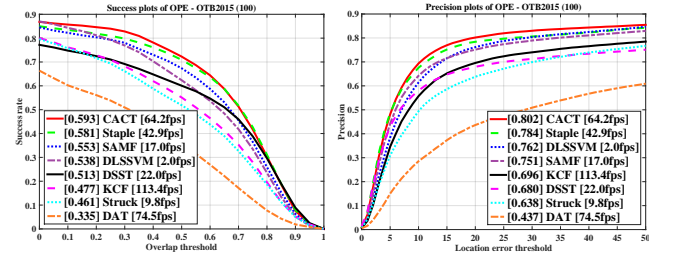 Success plots of OPE - OTB2015 (100)
0.9
0.8
0.7
0.6
0.5
0.4
0.3
0.2
0.1
0
Success rate
[0.593] CACT [64.2fps]
[0.581] Staple [42.9fps]
[0.553] SAMF [17.0fps]
[0.538] DLSSVM [2.0fps]
[0.513] DSST [22.0fps]
[0.477] KCF [113.4fps]
[0.461] Struck [9.8fps]
[0.335] DAT [74.5fps]
0 0.1 0.2 0.3 0.4 0.5 0.6 0.7 0.8 0.9 1
Overlap threshold
Precision plots of OPE - OTB2015 (100)
0.9
0.8
0.7
0.6
0.5
0.4
0.3
0.2
0.1
0
Precision
[0.802] CACT [64.2fps]
[0.784] Staple [42.9fps]
[0.762] DLSSVM [2.0fps]
[0.751] SAMF [17.0fps]
[0.696] KCF [113.4fps]
[0.680] DSST [22.0fps]
[0.638] Struck [9.8fps]
[0.437] DAT [74.5fps]
0 5 10 15 20 25 30 35 40 45 50
Location error threshold